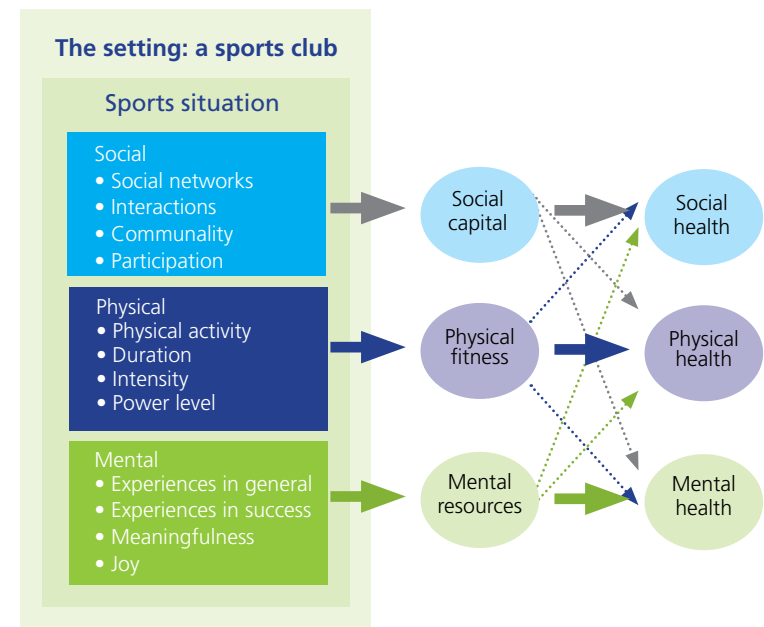 The setting: a sports club
Sports situation
Social
• Social networks
• Interactions
• Communality
• Participation
Physical
• Physical activity
• Duration
• Intensity
• Power level
Mental
• Experiences in general
• Experiences in success
• Meaningfulness
• Joy
Social
capital
Physical
fitness
Mental
resources
Social
health
Physical
health
Mental
health